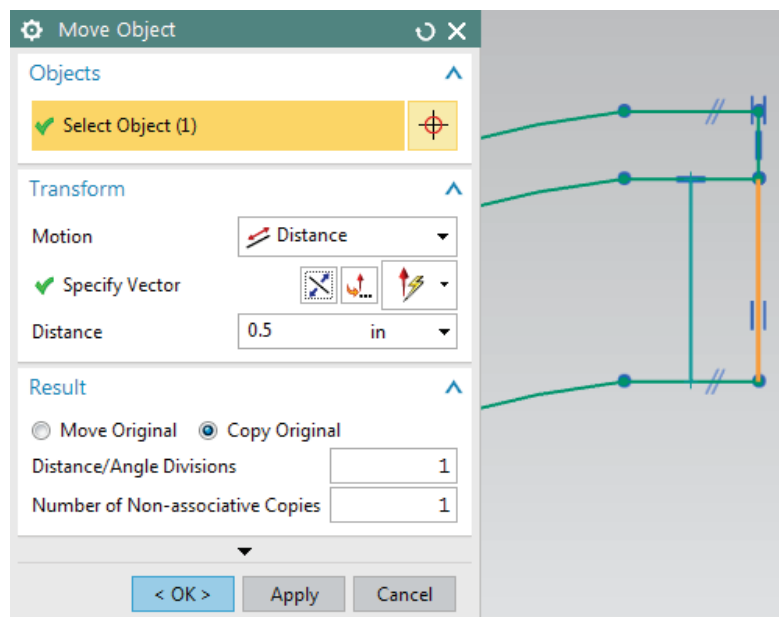 Move Object
Objects
Select Object (1)
Transform
Motion Distance
Specify Vector
Distance 0.5 in
Result
Move Original Copy Original
Distance/Angle Divisions 1
Number of Non-associative Copies 1
< OK > Apply Cancel